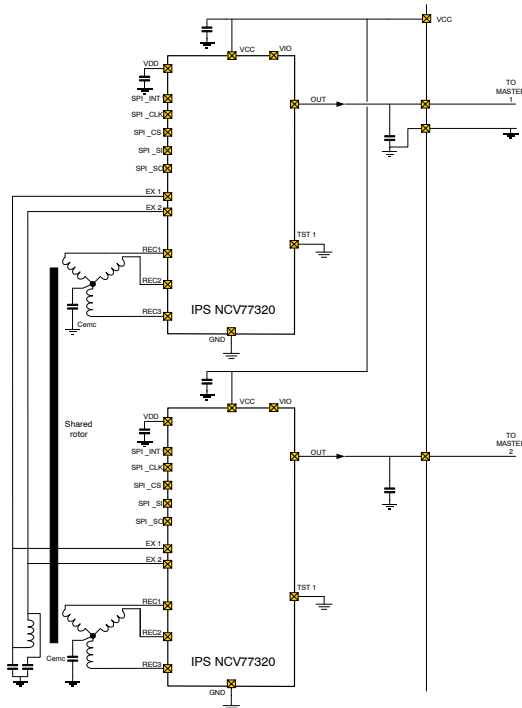 VCC
VCC
VIO
VDD
SPI_INT
SPI_CLK
SPI_CS
SPI_SI
SPI_SO
EX 1
EX 2
REC1
REC2
REC3
OUT
TO
MASTER
1
TST 1
IPS NCV77320
Cemc
GND
Shared
rotor
VCC
VIO
VDD
SPI_INT
SPI_CLK
SPI_CS
SPI_SI
SPI_SO
EX 1
EX 2
REC1
REC2
REC3
OUT
TO
MASTER
2
TST 1
IPS NCV77320
Cemc
GND